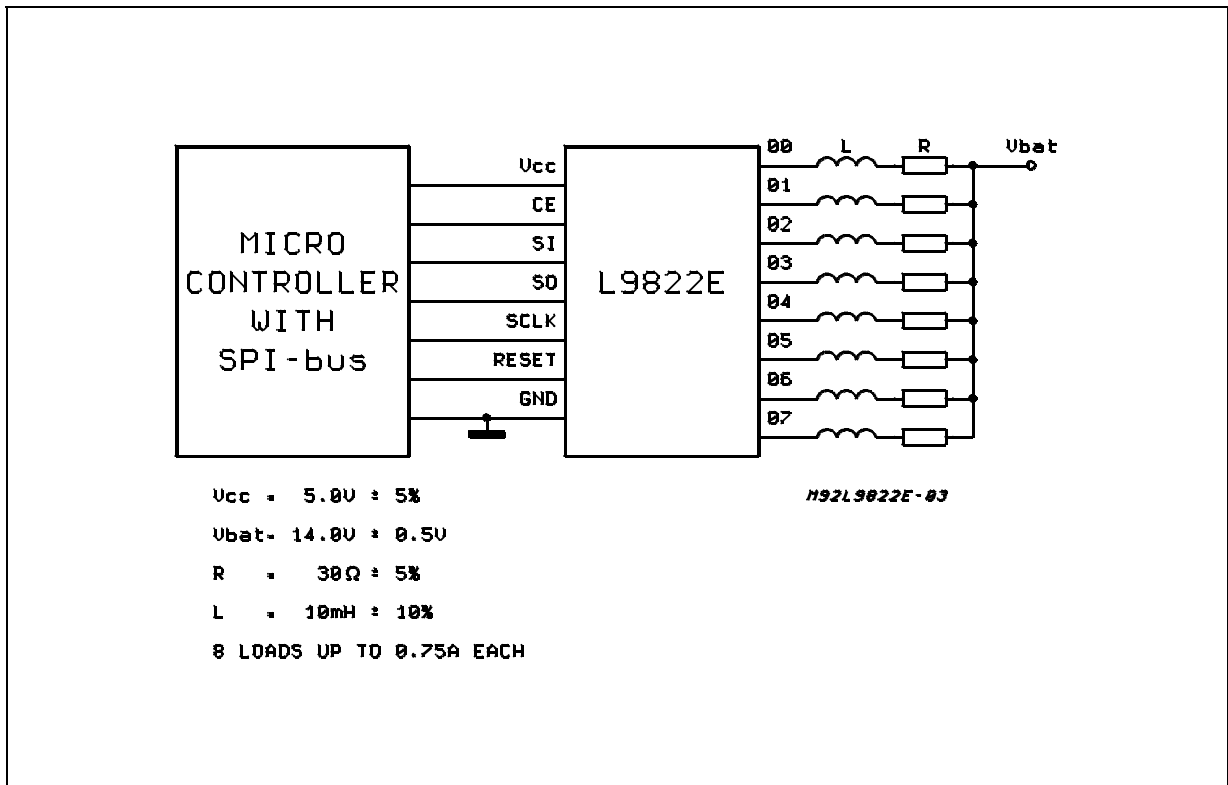 MICRO
CONTROLLER
WITH
SPI-bus
Vcc
CE
SI
SO
SCLK
RESET
GND
L9822E
00
01
02
03
04
05
06
07
L
R
Vbat
Vcc = 5.0V ± 5%
Vbat= 14.0V ± 0.5V
R = 30Ω ± 5%
L = 10mH ± 10%
8 LOADS UP TO 0.75A EACH
M92L9822E-03